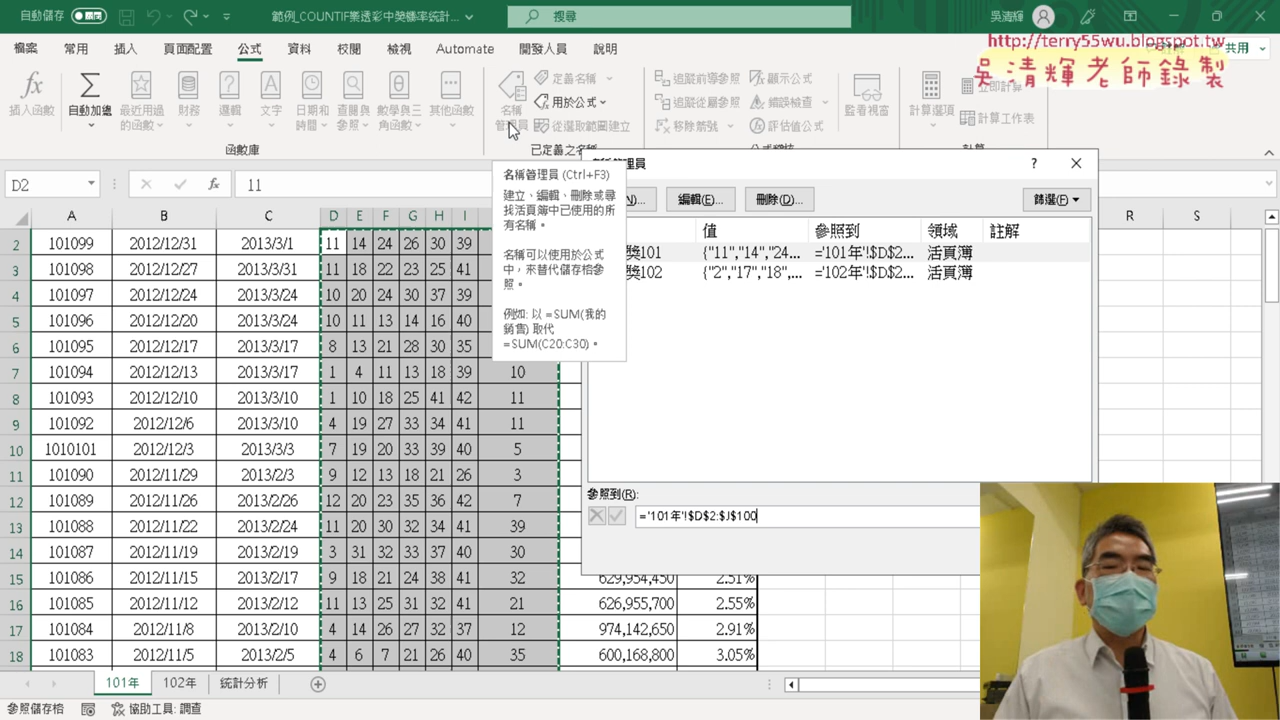 自動儲存 範例_COUNTIF樂透彩中獎機率統計... 搜尋 吳清輝
http://terry55wu.blogspot.tw
吳清輝老師錄製
檔案 常用 插入 頁面配置 公式 資料 校閱 檢視 Automate 開發人員 說明 共用
插入函數 自動加總 最近用過的函數 財務 邏輯 文字 日期和時間 查閱與參照 數學與三角函數 其他函數
名稱管理員 定義名稱 用於公式 從選取範圍建立
追蹤前導參照 追蹤從屬參照 移除箭號 顯示公式 錯誤檢查 評估值公式 監看視窗 計算選項 立即計算 計算工作表
函數庫 已定義之名稱
D2 fx 11
名稱管理員 (Ctrl+F3)
建立、編輯、刪除或尋
找活頁簿中已使用的所
有名稱。
名稱可以使用於公式
中，來替代儲存格參
照。
例如: 以 =SUM(我的
銷售) 取代
=SUM(C20:C30)。
管理員 ? ×
編輯(E)... 刪除(D)... 篩選(F)
值 參照到 領域 註解
獎101 {"11","14","24... ='101年'!$D$2... 活頁簿
獎102 {"2","17","18",... ='102年'!$D$2... 活頁簿
參照到(R):
='101年'!$D$2:$J$100
A B C D E F G H I R S
2 101099 2012/12/31 2013/3/1 11 14 24 26 30 39
3 101098 2012/12/27 2013/3/31 11 18 22 23 25 41
4 101097 2012/12/24 2013/3/24 10 20 24 30 37 39
5 101096 2012/12/20 2013/3/24 10 11 13 14 16 40
6 101095 2012/12/17 2013/3/17 8 13 21 28 30 35
7 101094 2012/12/13 2013/3/17 1 4 11 13 18 39 10
8 101093 2012/12/10 2013/3/10 1 10 18 25 41 42 11
9 101092 2012/12/6 2013/3/10 4 19 27 33 34 41 11
10 1010101 2012/12/3 2013/3/3 7 19 20 33 39 40 5
11 101090 2012/11/29 2013/2/3 9 12 13 18 21 26 3
12 101089 2012/11/26 2013/2/26 12 20 23 35 36 42 7
13 101088 2012/11/22 2013/2/24 11 20 30 32 34 41 39
14 101087 2012/11/19 2013/2/19 3 31 32 33 37 40 30
15 101086 2012/11/15 2013/2/17 9 18 21 24 38 41 32 629,954,450 2.51%
16 101085 2012/11/12 2013/2/12 11 13 25 31 32 41 21 626,955,700 2.55%
17 101084 2012/11/8 2013/2/10 4 14 26 27 32 37 12 974,142,650 2.91%
18 101083 2012/11/5 2013/2/5 4 6 7 21 26 40 35 600,168,800 3.05%
101年 102年 統計分析
參照儲存格 協助工具: 調查